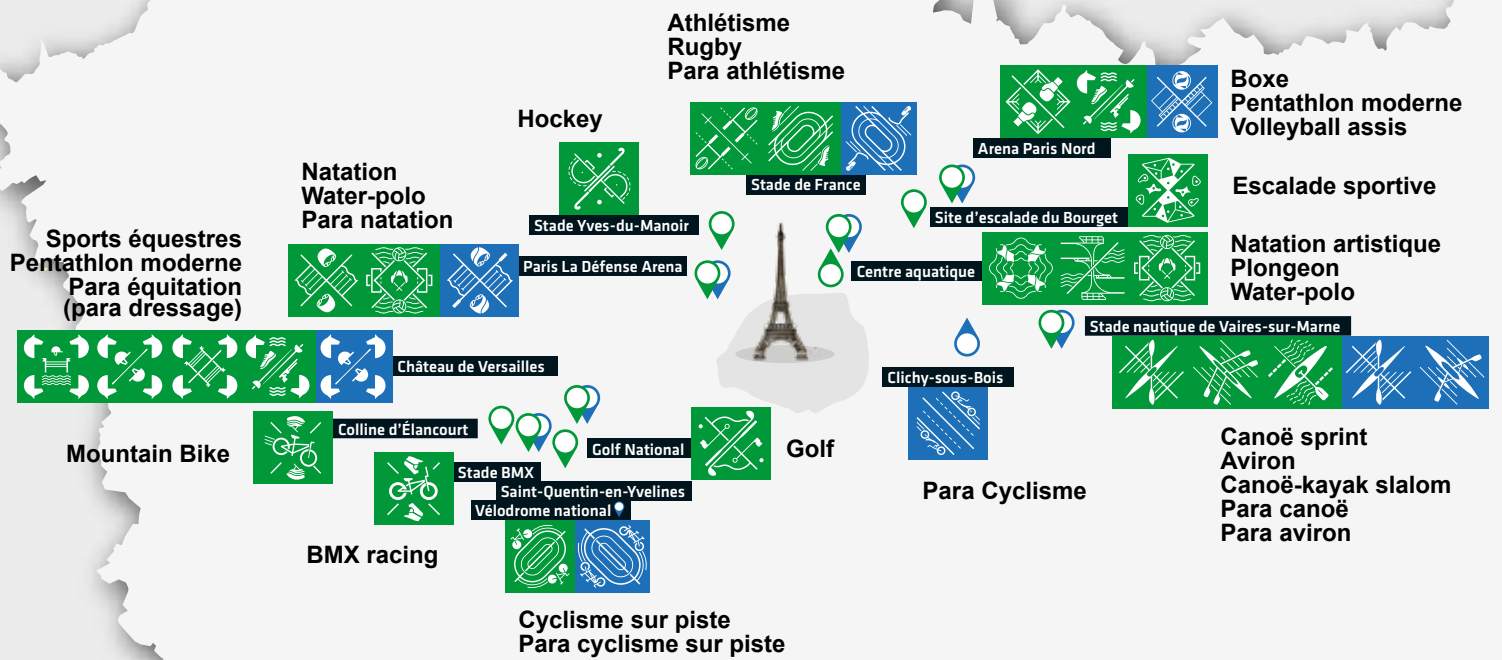 Athlétisme
Rugby
Para athlétisme
Stade de France
Boxe
Pentathlon moderne
Volleyball assis
Arena Paris Nord
Hockey
Stade Yves-du-Manoir
Escalade sportive
Site d'escalade du Bourget
Natation
Water-polo
Para natation
Paris La Défense Arena
Natation artistique
Plongeon
Water-polo
Centre aquatique
Sports équestres
Pentathlon moderne
Para équitation
(para dressage)
Château de Versailles
Stade nautique de Vaires-sur-Marne
Canoë sprint
Aviron
Canoë-kayak slalom
Para canoë
Para aviron
Clichy-sous-Bois
Para Cyclisme
Mountain Bike
Colline d'Élancourt
Golf National
Golf
Stade BMX
Saint-Quentin-en-Yvelines
Vélodrome national
BMX racing
Cyclisme sur piste
Para cyclisme sur piste